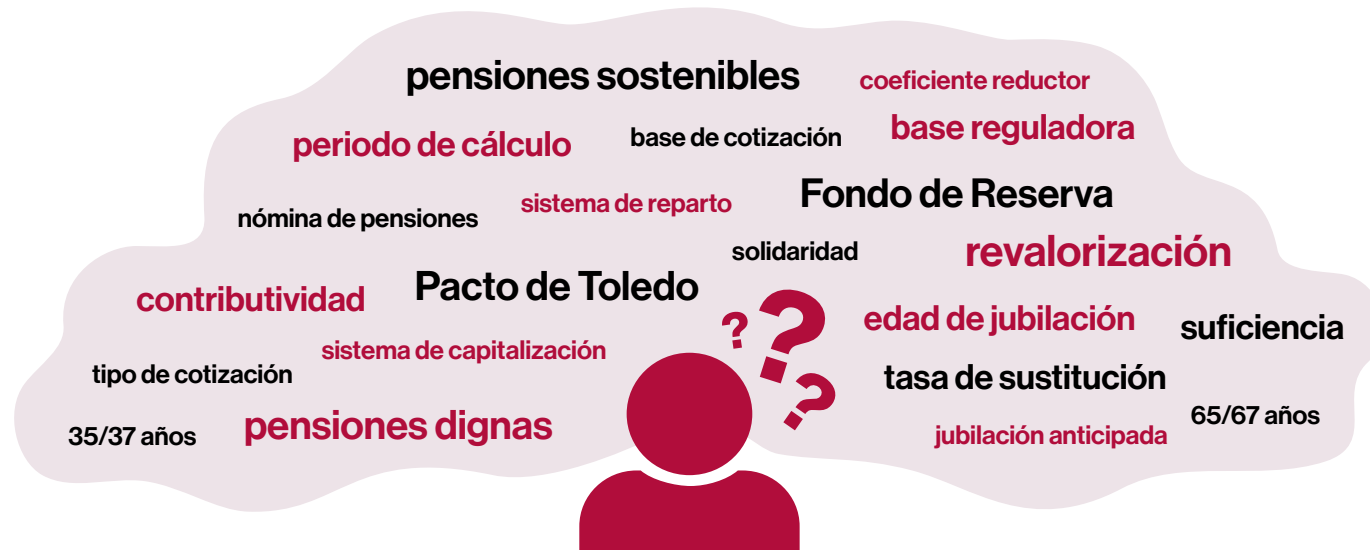 pensiones sostenibles
coeficiente reductor
periodo de cálculo
base de cotización
base reguladora
nómina de pensiones
sistema de reparto
Fondo de Reserva
solidaridad
revalorización
contributividad
Pacto de Toledo
? ? ?
edad de jubilación
suficiencia
sistema de capitalización
tipo de cotización
tasa de sustitución
35/37 años
pensiones dignas
jubilación anticipada
65/67 años